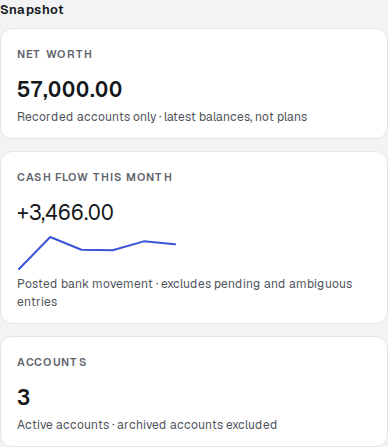 Snapshot
NET WORTH
57,000.00
Recorded accounts only · latest balances, not plans
CASH FLOW THIS MONTH
+3,466.00
Posted bank movement · excludes pending and ambiguous
entries
ACCOUNTS
3
Active accounts · archived accounts excluded